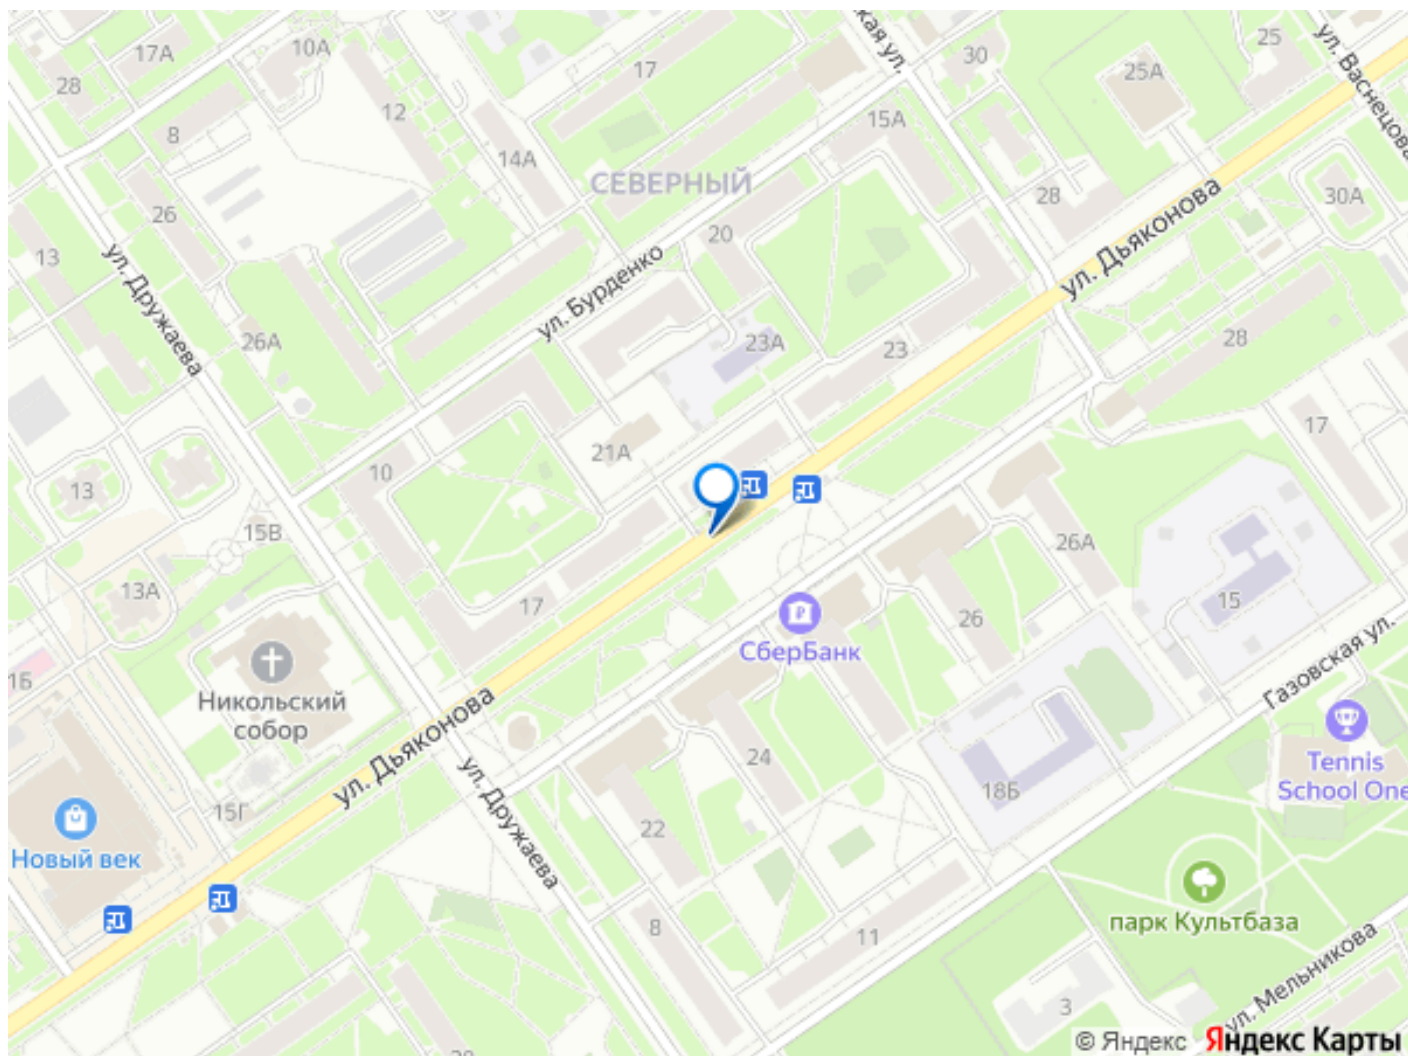 17А
10А
28
17
30
25
25А
ул. Васнецова
кая ул.
12
8
15А
14А
СЕВЕРНЫЙ
28
30А
26
20
13
ул. Дьяконова
ул. Дружаева
ул. Бурденко
26А
23А
23
28
17
21А
10
13
15В
26А
13А
17
15
26
СберБанк
1Б
Никольский
собор
Газовская ул.
ул. Дьяконова
Tennis
School One
24
18Б
ул. Дружаева
15Г
22
Новый век
парк Культбаза
8
11
ул. Мельникова
3
© Яндекс Яндекс Карты